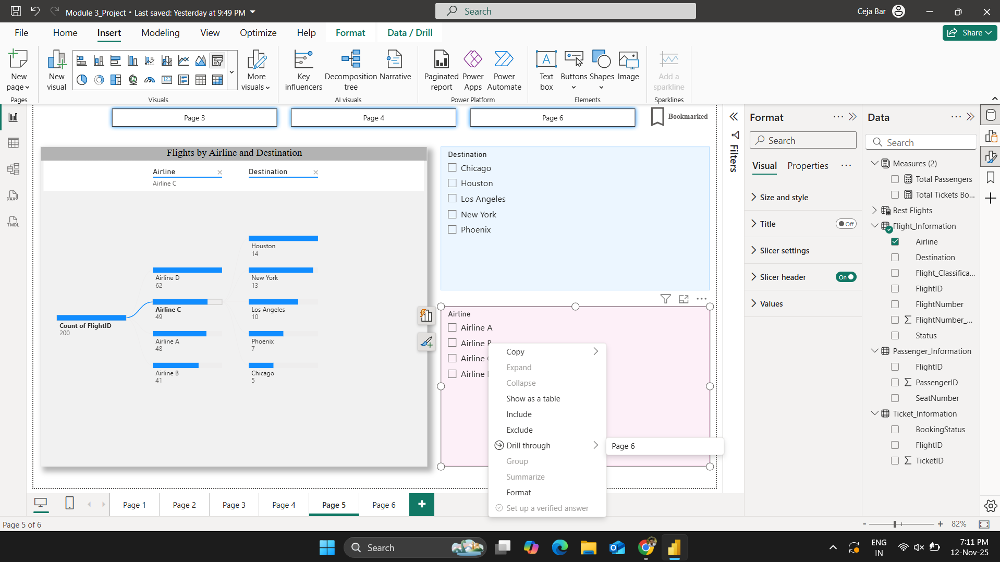 Module 3_Project • Last saved: Yesterday at 9:49 PM
Search
Ceja Bar
File
Home
Insert
Modeling
View
Optimize
Help
Format
Data / Drill
Share
New page
New visual
More visuals
Key influencers
Decomposition tree
Narrative
Paginated report
Power Apps
Power Automate
Text box
Buttons
Shapes
Image
Add a sparkline
Pages
Visuals
AI visuals
Power Platform
Elements
Sparklines
Page 3
Page 4
Page 6
Bookmarked
Flights by Airline and Destination
Airline
Destination
Airline C
Count of FlightID
200
Airline D
62
Airline C
49
Airline A
48
Airline B
41
Houston
14
New York
13
Los Angeles
10
Phoenix
7
Chicago
5
Destination
Chicago
Houston
Los Angeles
New York
Phoenix
Airline
Airline A
Airline
Airline
Airline
Copy
Expand
Collapse
Show as a table
Include
Exclude
Drill through
Page 6
Group
Summarize
Format
Set up a verified answer
Filters
Format
Search
Visual
Properties
Size and style
Title
Off
Slicer settings
Slicer header
On
Values
Data
Search
Measures (2)
Total Passengers
Total Tickets Bo...
Best Flights
Flight_Information
Airline
Destination
Flight_Classifica...
FlightID
FlightNumber
FlightNumber_...
Status
Passenger_Information
FlightID
PassengerID
SeatNumber
Ticket_Information
BookingStatus
FlightID
TicketID
DAX
TMDL
Page 1
Page 2
Page 3
Page 4
Page 5
Page 6
Page 5 of 6
82%
Search
ENG
IN
7:11 PM
12-Nov-25